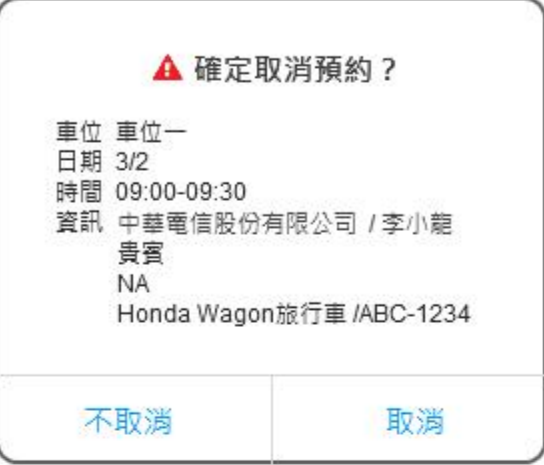 確定取消預約？
車位 車位一
日期 3/2
時間 09:00-09:30
資訊 中華電信股份有限公司 / 李小龍
貴賓
NA
Honda Wagon旅行車 /ABC-1234
不取消
取消